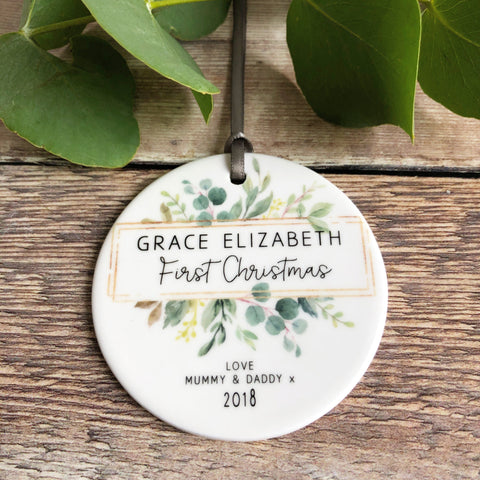 GRACE ELIZABETH
First Christmas
LOVE
MUMMY & DADDY x
2018